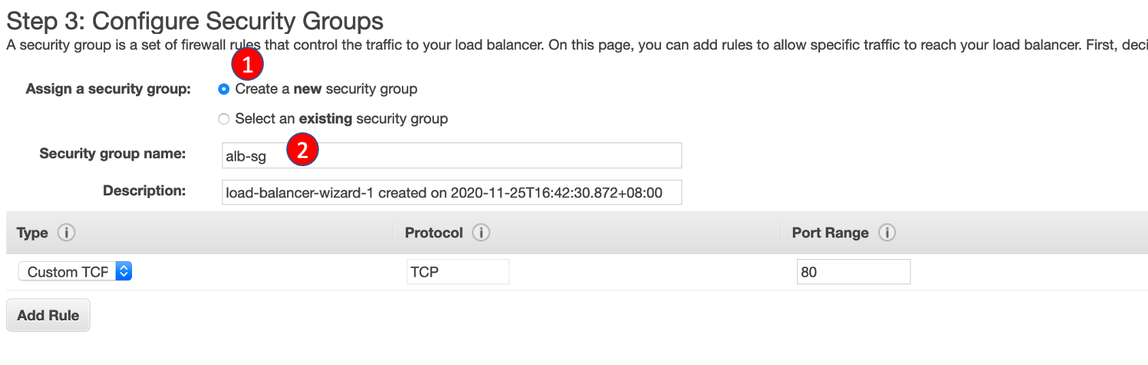 Step 3: Configure Security Groups
A security group is a set of firewall rules that control the traffic to your load balancer. On this page, you can add rules to allow specific traffic to reach your load balancer. First, deci
1
Assign a security group: Create a new security group
Select an existing security group
Security group name: alb-sg 2
Description: load-balancer-wizard-1 created on 2020-11-25T16:42:30.872+08:00
Type i Protocol i Port Range i
Custom TCF TCP 80
Add Rule